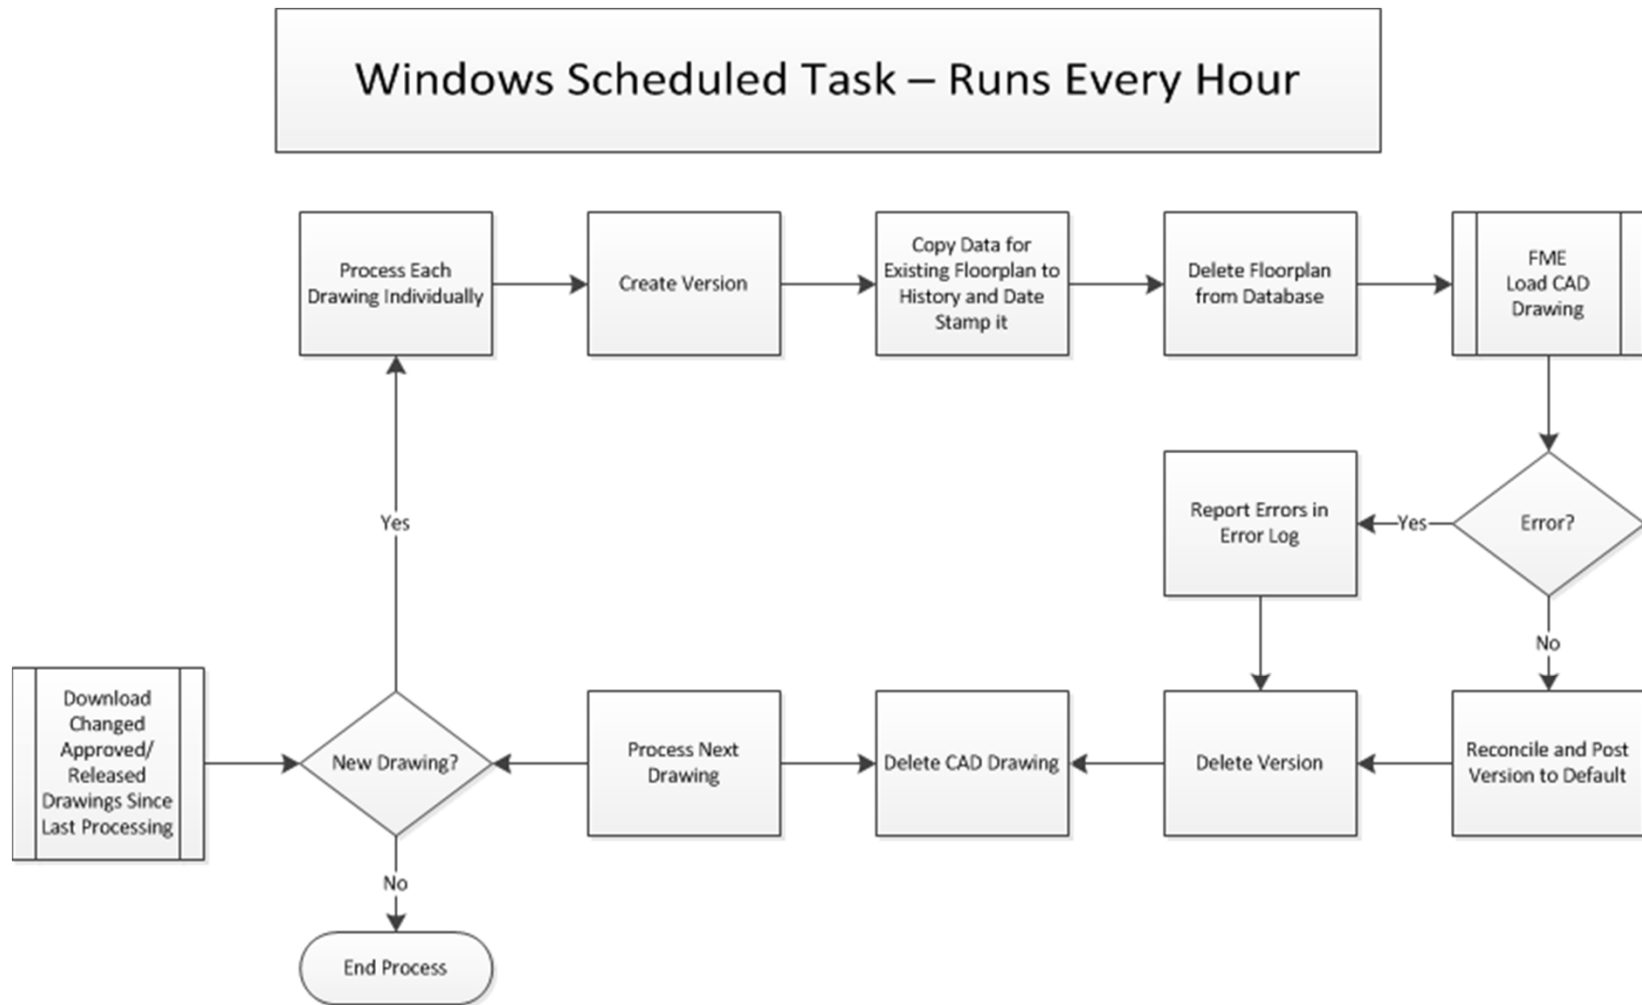 Windows Scheduled Task – Runs Every Hour
Process Each
Drawing Individually
Create Version
Copy Data for
Existing Floorplan to
History and Date
Stamp it
Delete Floorplan
from Database
FME
Load CAD
Drawing
Error?
Yes
Report Errors in
Error Log
No
Reconcile and Post
Version to Default
Delete Version
Delete CAD Drawing
Process Next
Drawing
New Drawing?
Yes
Download
Changed
Approved/
Released
Drawings Since
Last Processing
No
End Process